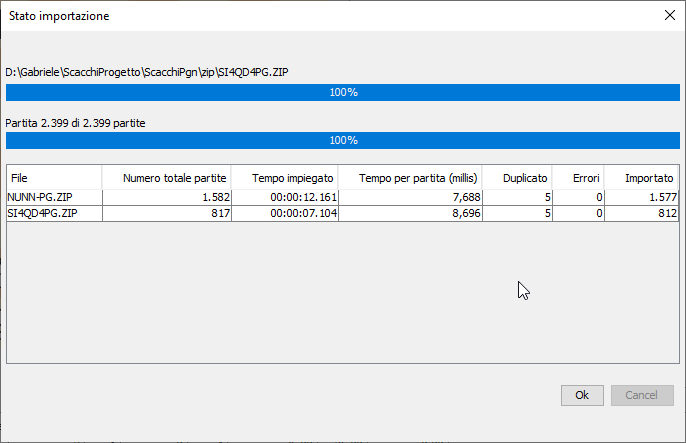 Stato importazione
D:\Gabriele\ScacchiProgetto\ScacchiPgn\zip\SI4QD4PG.ZIP
100%
Partita 2.399 di 2.399 partite
100%
File Numero totale partite Tempo impiegato Tempo per partita (millis) Duplicato Errori Importato
NUNN-PG.ZIP 1.582 00:00:12.161 7,688 5 0 1.577
SI4QD4PG.ZIP 817 00:00:07.104 8,696 5 0 812
Ok Cancel